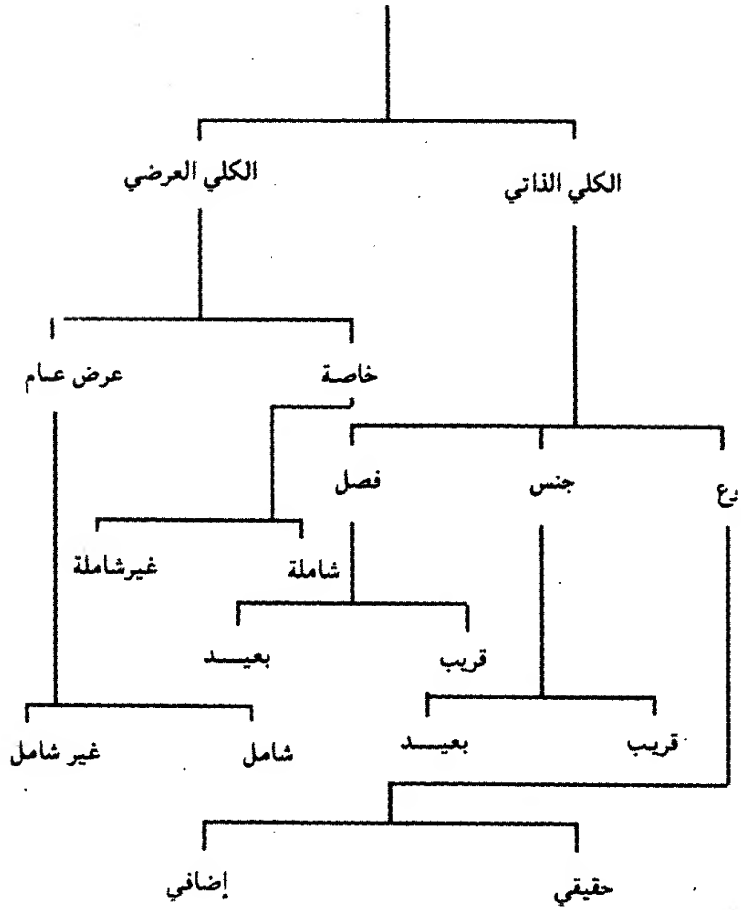 الكلي الذاتي
الكلي العرضي
خاصة
عرض عام
جنس
فصل
شاملة
غيرشاملة
قريب
بعيد
قريب
بعيد
شامل
غير شامل
حقيقي
إضافي